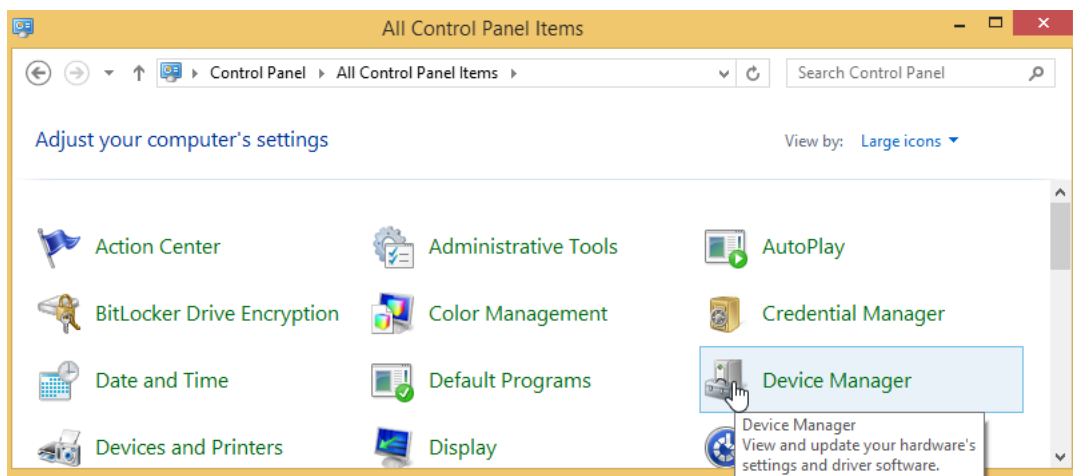 All Control Panel Items
Control Panel All Control Panel Items Search Control Panel
Adjust your computer's settings View by: Large icons
Action Center Administrative Tools AutoPlay
BitLocker Drive Encryption Color Management Credential Manager
Date and Time Default Programs Device Manager
Devices and Printers Display
Device Manager
View and update your hardware's
settings and driver software.